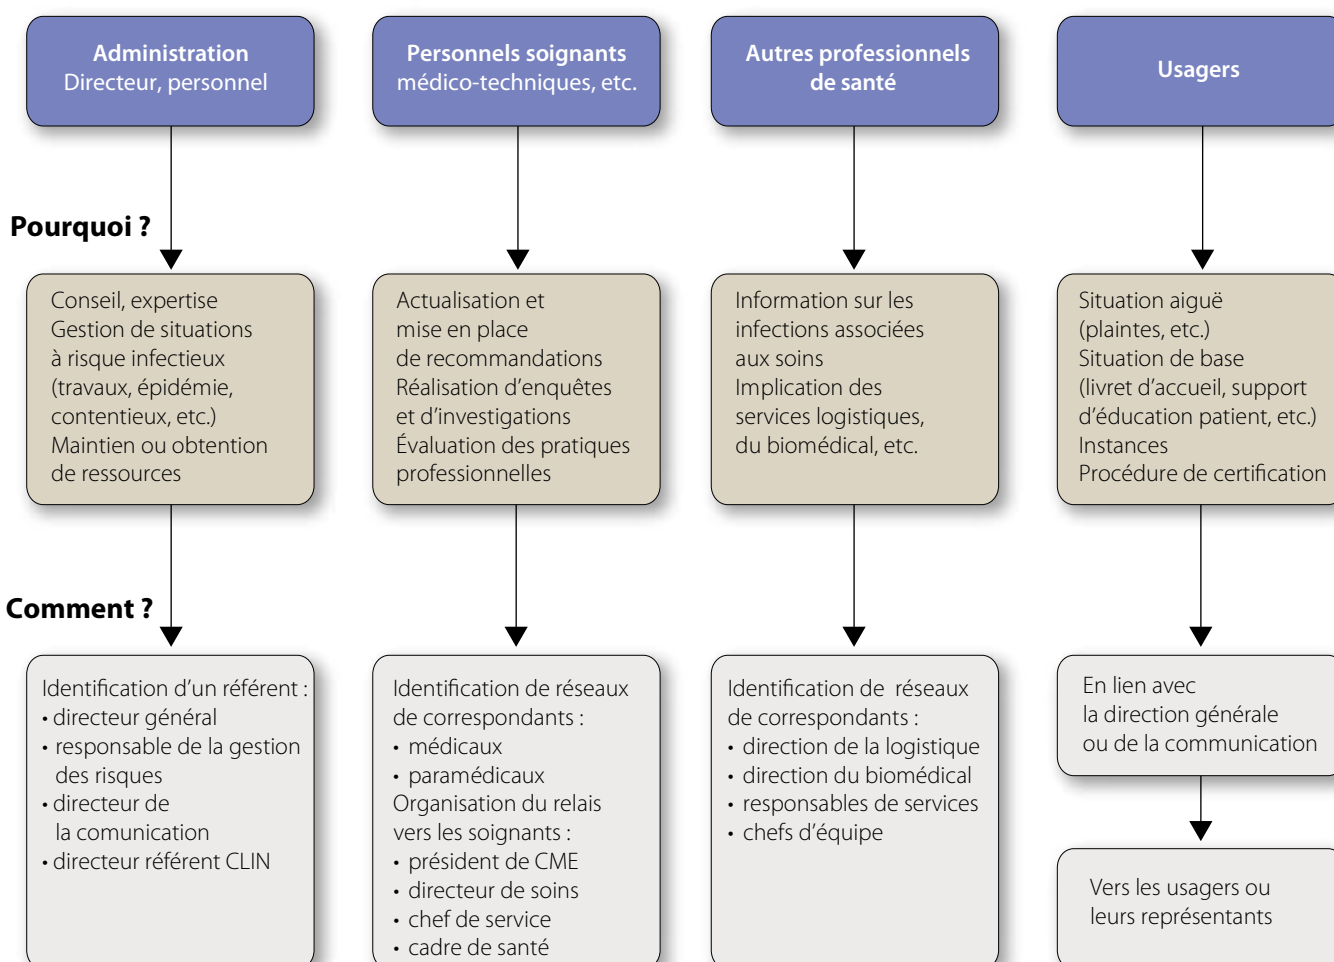 Administration
Directeur, personnel
Personnels soignants
médico-techniques, etc.
Autres professionnels
de santé
Usagers
Pourquoi ?
Conseil, expertise
Gestion de situations
à risque infectieux
(travaux, épidémie,
contentieux, etc.)
Maintien ou obtention
de ressources
Actualisation et
mise en place
de recommandations
Réalisation d’enquêtes
et d’investigations
Évaluation des pratiques
professionnelles
Information sur les
infections associées
aux soins
Implication des
services logistiques,
du biomédical, etc.
Situation aiguë
(plaintes, etc.)
Situation de base
(livret d’accueil, support
d’éducation patient, etc.)
Instances
Procédure de certification
Comment ?
Identification d’un référent :
• directeur général
• responsable de la gestion
des risques
• directeur de
la comunication
• directeur référent CLIN
Identification de réseaux
de correspondants :
• médicaux
• paramédicaux
Organisation du relais
vers les soignants :
• président de CME
• directeur de soins
• chef de service
• cadre de santé
Identification de réseaux
de correspondants :
• direction de la logistique
• direction du biomédical
• responsables de services
• chefs d’équipe
En lien avec
la direction générale
ou de la communication
Vers les usagers ou
leurs représentants